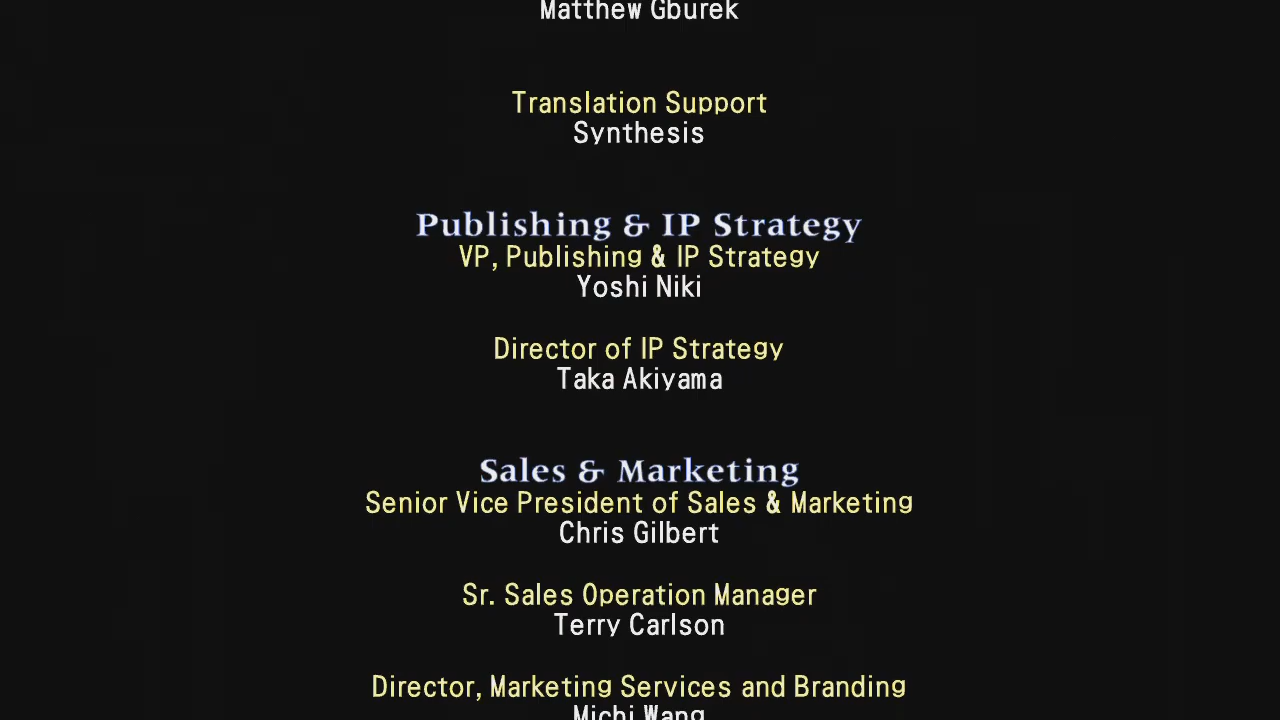 Matthew Gburek
Translation Support
Synthesis
Publishing & IP Strategy
VP, Publishing & IP Strategy
Yoshi Niki
Director of IP Strategy
Taka Akiyama
Sales & Marketing
Senior Vice President of Sales & Marketing
Chris Gilbert
Sr. Sales Operation Manager
Terry Carlson
Director, Marketing Services and Branding
Michi Wang